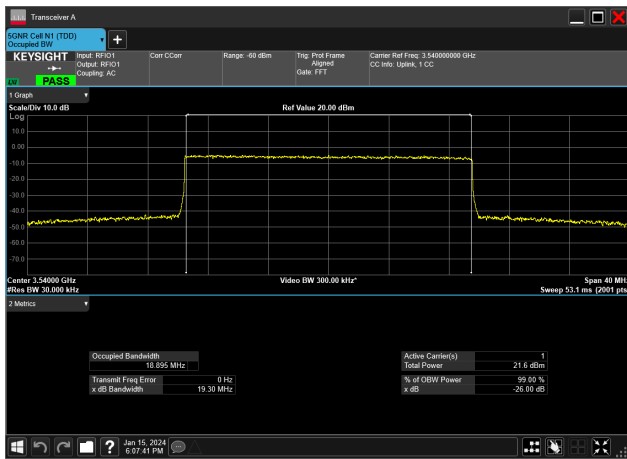 Transceiver A
5GNR Cell N1 (TDD)
Occupied BW
KEYSIGHT
Input: RFIO1
Output: RFIO1
Coupling: AC
Corr CCorr
Range: -60 dBm
Trig: Prot Frame
Aligned
Gate: FFT
Carrier Ref Freq: 3.540000000 GHz
CC Info: Uplink, 1 CC
PASS
1 Graph
Scale/Div 10.0 dB
Ref Value 20.00 dBm
Log
10.0
0.00
-10.0
-20.0
-30.0
-40.0
-50.0
-60.0
-70.0
Center 3.54000 GHz
#Res BW 30.000 kHz
Video BW 300.00 kHz*
Span 40 MH
Sweep 53.1 ms (2001 pts
2 Metrics
Occupied Bandwidth
18.895 MHz
Transmit Freq Error 0 Hz
x dB Bandwidth 19.30 MHz
Active Carrier(s) 1
Total Power 21.6 dBm
% of OBW Power 99.00 %
x dB -26.00 dB
Jan 15, 2024
6:07:41 PM